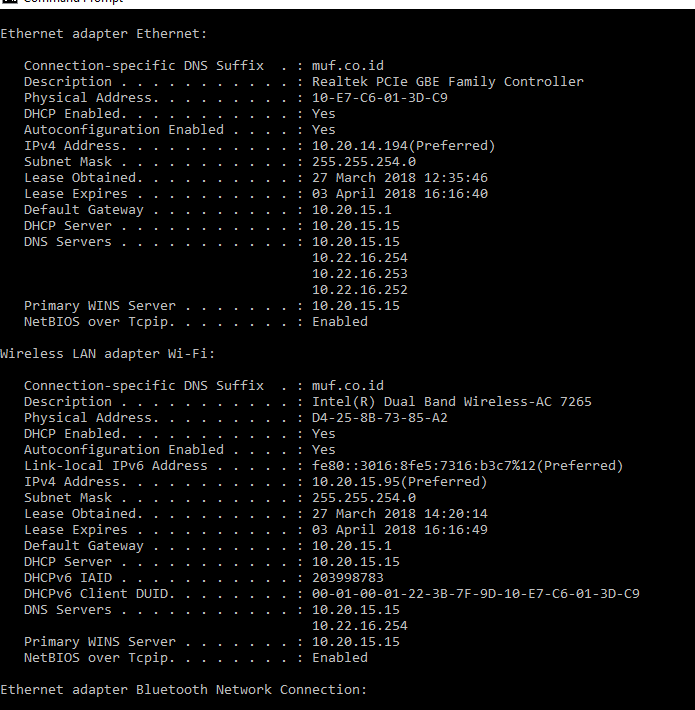 Command Prompt
Ethernet adapter Ethernet:
Connection-specific DNS Suffix . : muf.co.id
Description . . . . . . . . . . . : Realtek PCIe GBE Family Controller
Physical Address. . . . . . . . . : 10-E7-C6-01-3D-C9
DHCP Enabled. . . . . . . . . . . : Yes
Autoconfiguration Enabled . . . . : Yes
IPv4 Address. . . . . . . . . . . : 10.20.14.194(Preferred)
Subnet Mask . . . . . . . . . . . : 255.255.254.0
Lease Obtained. . . . . . . . . . : 27 March 2018 12:35:46
Lease Expires . . . . . . . . . . : 03 April 2018 16:16:40
Default Gateway . . . . . . . . . : 10.20.15.1
DHCP Server . . . . . . . . . . . : 10.20.15.15
DNS Servers . . . . . . . . . . . : 10.20.15.15
10.22.16.254
10.22.16.253
10.22.16.252
Primary WINS Server . . . . . . . : 10.20.15.15
NetBIOS over Tcpip. . . . . . . . : Enabled
Wireless LAN adapter Wi-Fi:
Connection-specific DNS Suffix . : muf.co.id
Description . . . . . . . . . . . : Intel(R) Dual Band Wireless-AC 7265
Physical Address. . . . . . . . . : D4-25-8B-73-85-A2
DHCP Enabled. . . . . . . . . . . : Yes
Autoconfiguration Enabled . . . . : Yes
Link-local IPv6 Address . . . . . : fe80::3016:8fe5:7316:b3c7%12(Preferred)
IPv4 Address. . . . . . . . . . . : 10.20.15.95(Preferred)
Subnet Mask . . . . . . . . . . . : 255.255.254.0
Lease Obtained. . . . . . . . . . : 27 March 2018 14:20:14
Lease Expires . . . . . . . . . . : 03 April 2018 16:16:49
Default Gateway . . . . . . . . . : 10.20.15.1
DHCP Server . . . . . . . . . . . : 10.20.15.15
DHCPv6 IAID . . . . . . . . . . . : 203998783
DHCPv6 Client DUID. . . . . . . . : 00-01-00-01-22-3B-7F-9D-10-E7-C6-01-3D-C9
DNS Servers . . . . . . . . . . . : 10.20.15.15
10.22.16.254
Primary WINS Server . . . . . . . : 10.20.15.15
NetBIOS over Tcpip. . . . . . . . : Enabled
Ethernet adapter Bluetooth Network Connection: